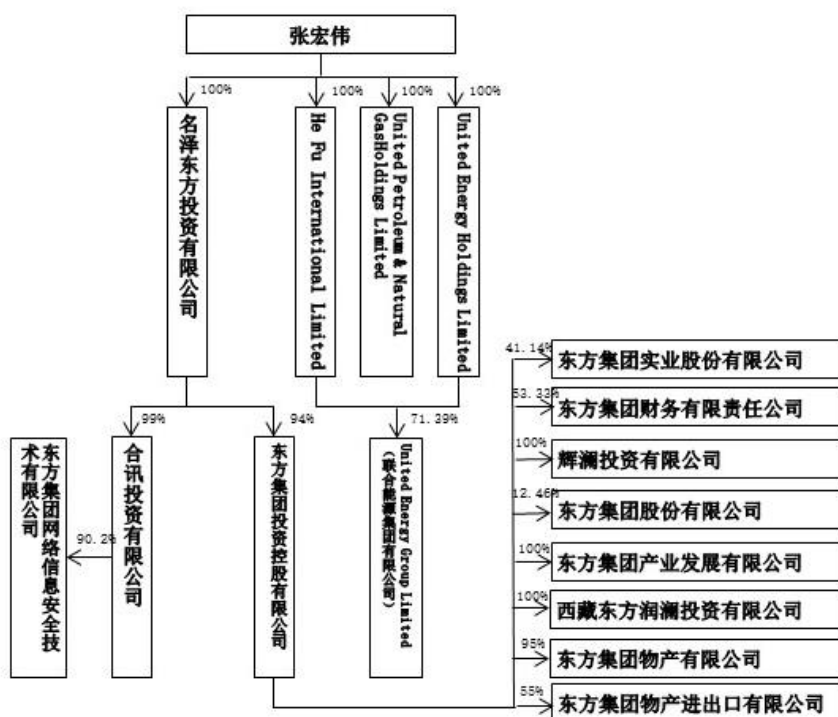 张宏伟
100%
100%
100%
100%
名泽东方投资有限公司
He Fu International Limited
United Petroleum & Natural
GasHoldings Limited
United Energy Holdings Limited
99%
94%
71.39%
东方集团网络信息安全技
术有限公司
90.2%
合讯投资有限公司
东方集团投资控股有限公司
United Energy Group Limited
（联合能源集团有限公司）
41.14%
东方集团实业股份有限公司
53.33%
东方集团财务有限责任公司
100%
辉澜投资有限公司
12.46%
东方集团股份有限公司
100%
东方集团产业发展有限公司
100%
西藏东方润澜投资有限公司
95%
东方集团物产有限公司
55%
东方集团物产进出口有限公司